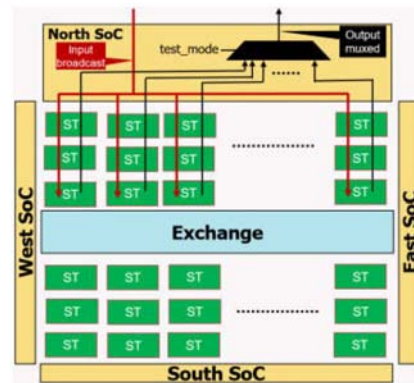 North SoC
Input
broadcast
test_mode
Output
muxed
West SoC
East SoC
ST ST ST ST
ST ST ST ST
ST ST ST ST
Exchange
ST ST ST ST
ST ST ST ST
ST ST ST ST
South SoC